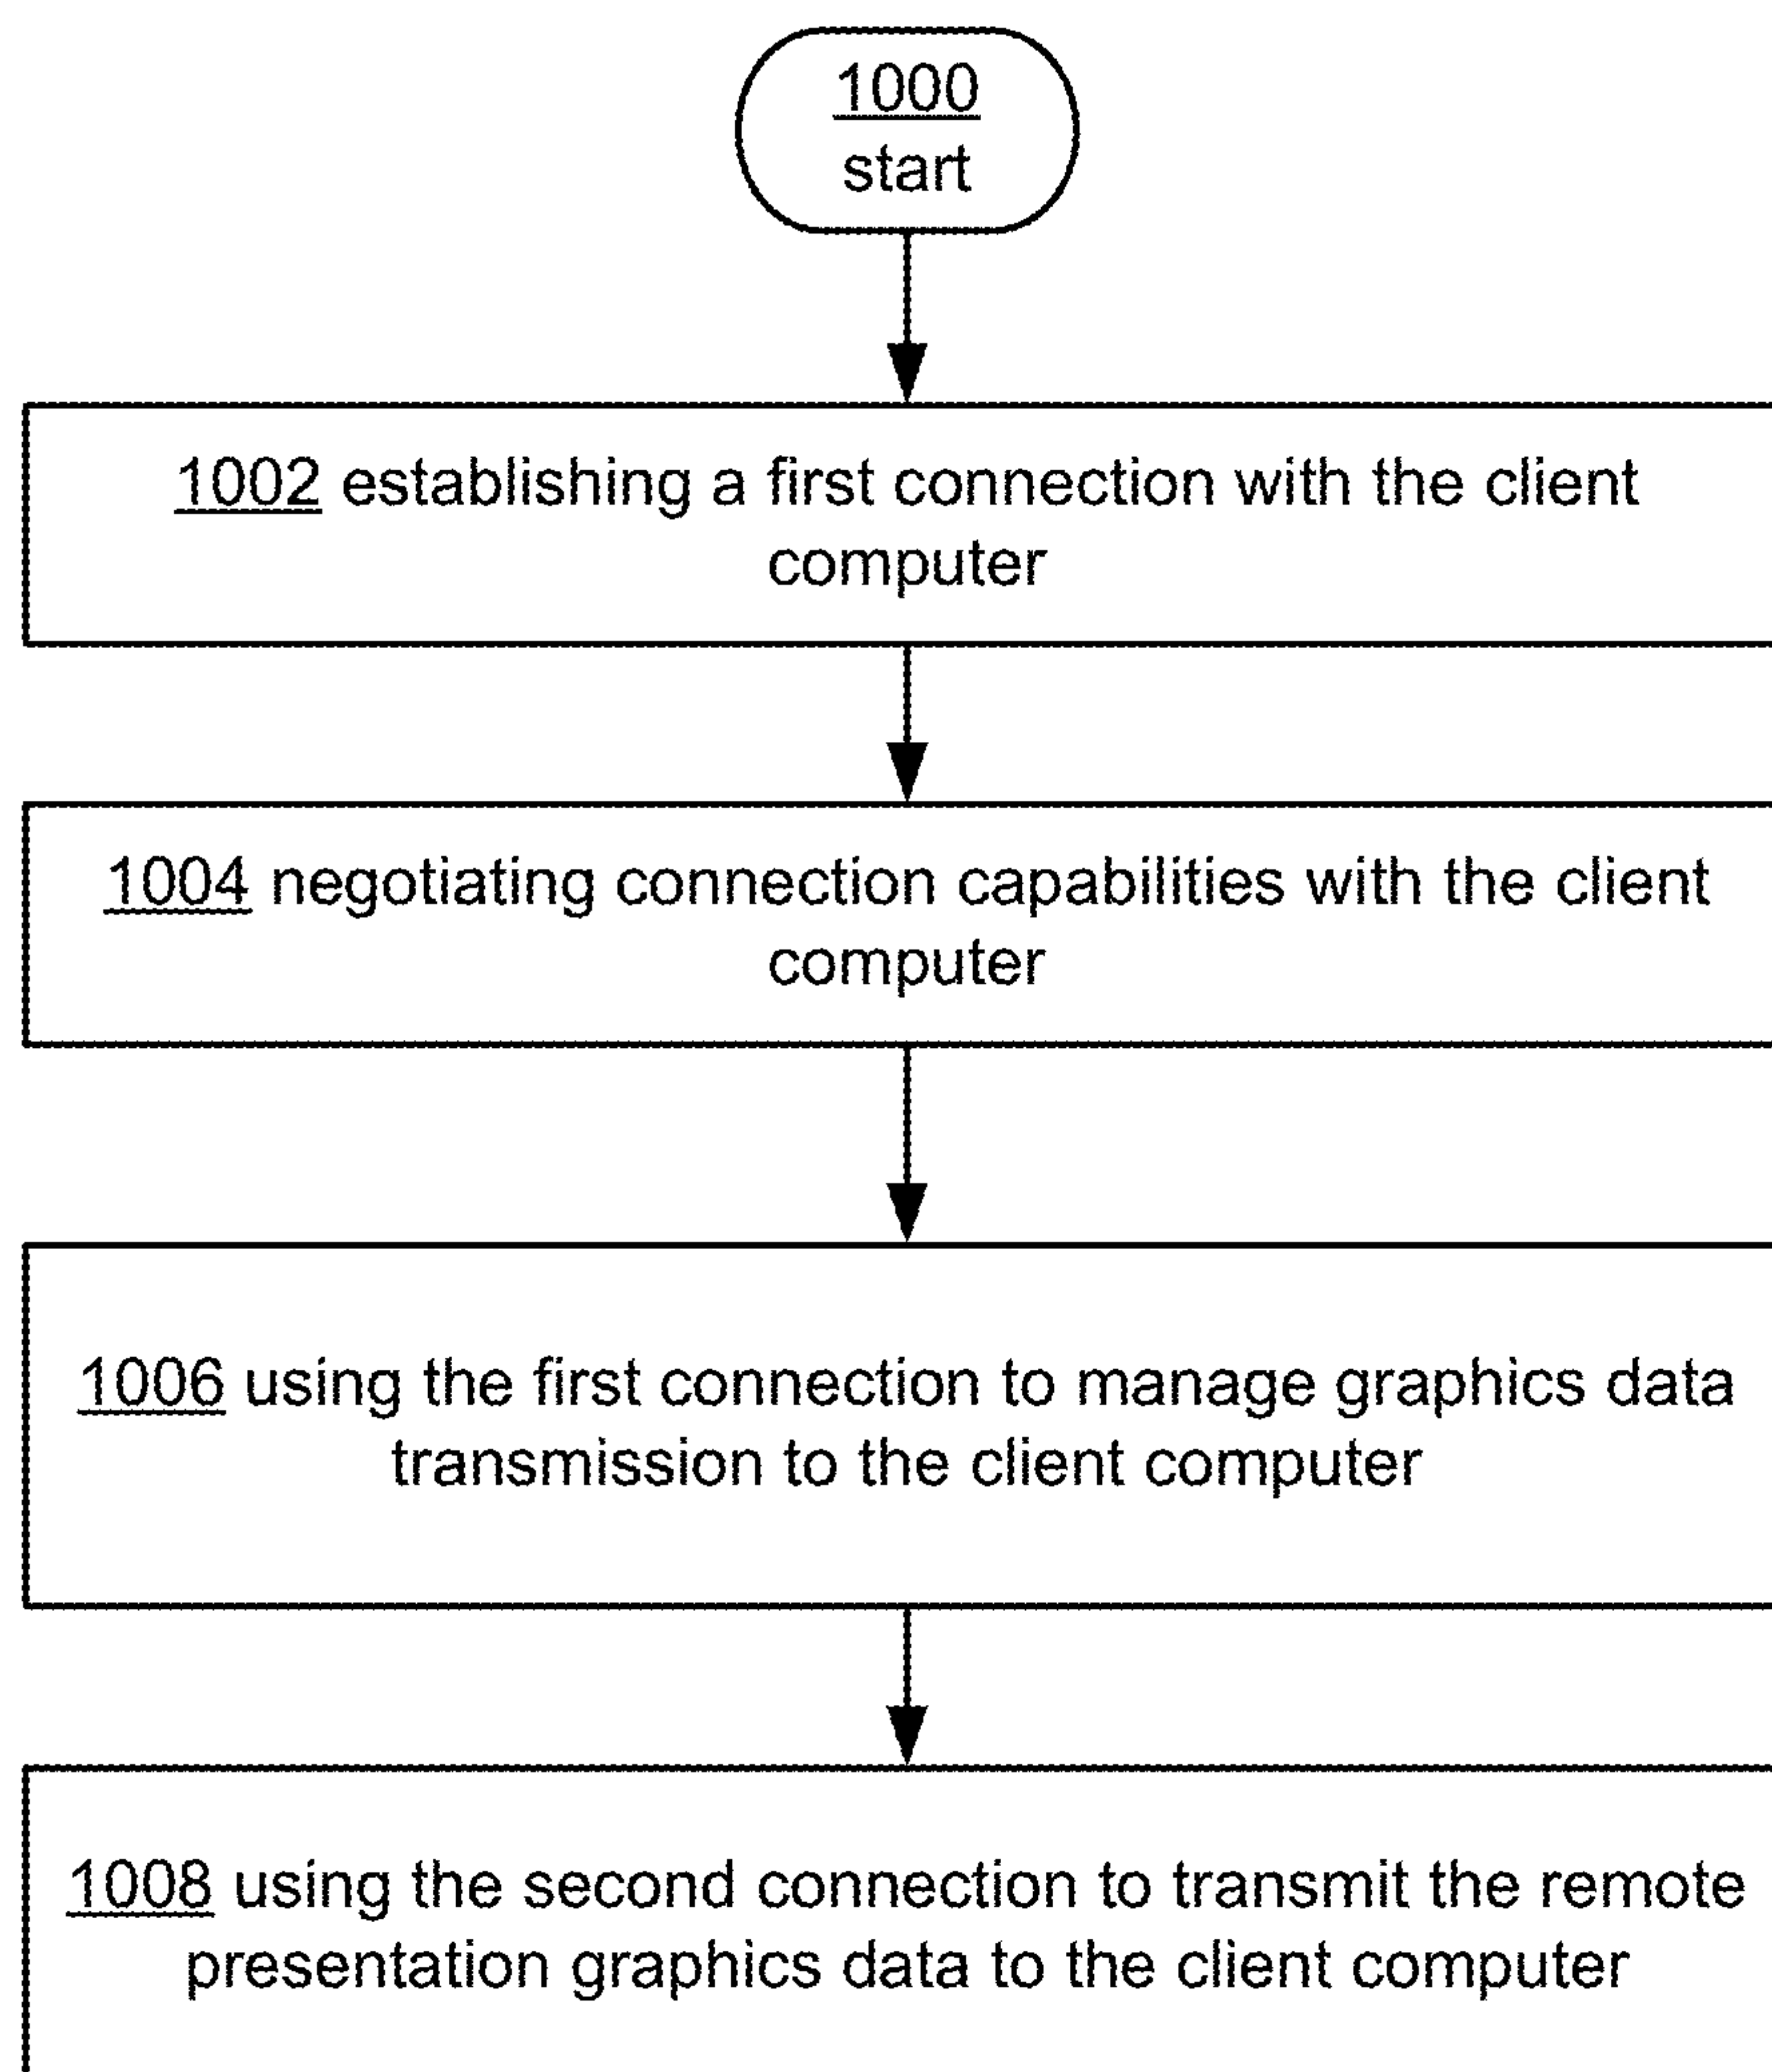 1000
start
1002 establishing a first connection with the client
computer
1004 negotiating connection capabilities with the client
computer
1006 using the first connection to manage graphics data
transmission to the client computer
1008 using the second connection to transmit the remote
presentation graphics data to the client computer